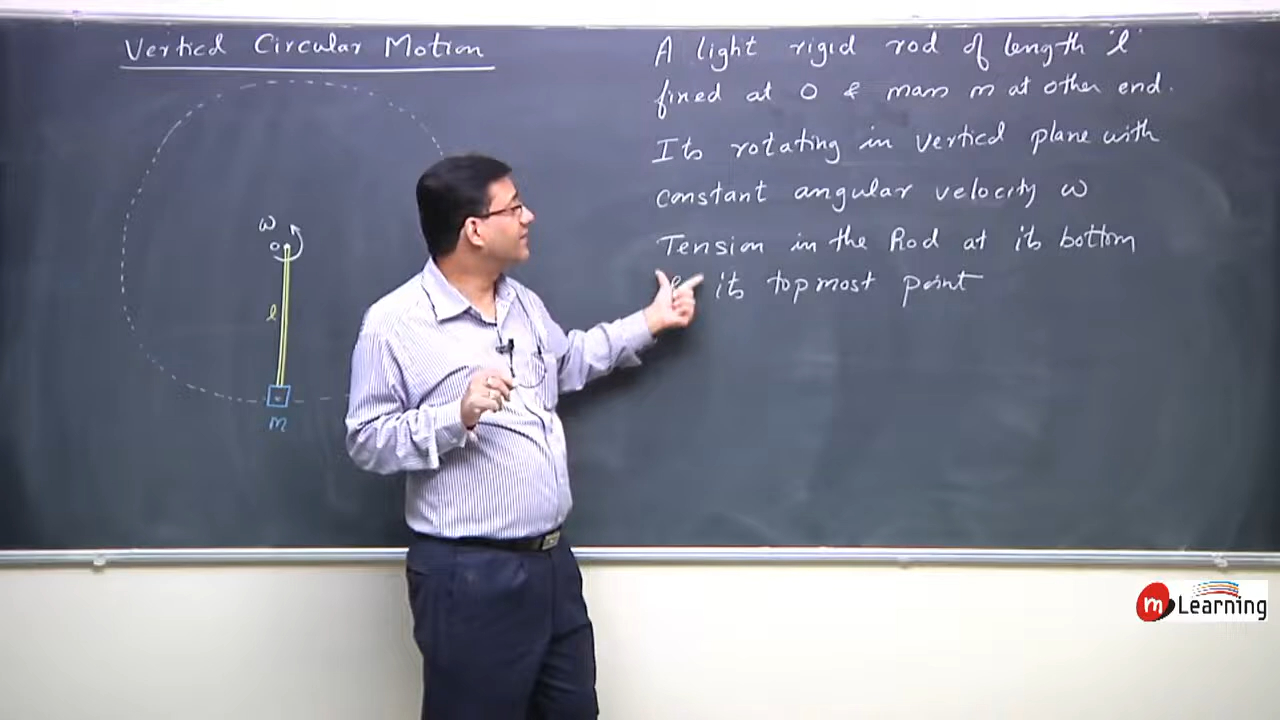 Vertical Circular Motion
A light rigid rod of length 'l'
fixed at O & mass m at other end.
Its rotating in vertical plane with
constant angular velocity ω
Tension in the Rod at its bottom
its topmost point
ω
O
l
m
m Learning